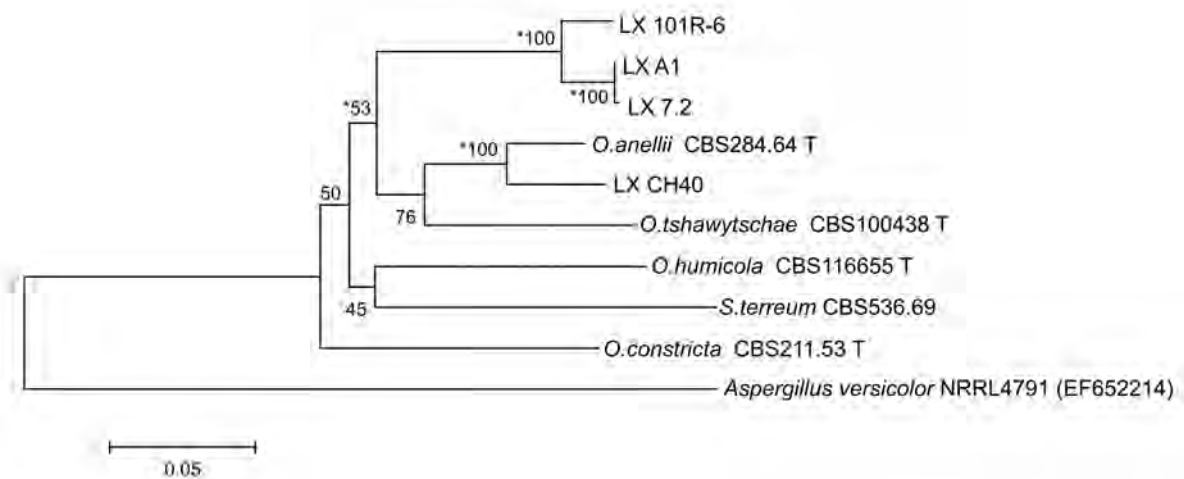 LX 101R-6
*100
LX A1
*100
LX 7.2
*53
O.anellii CBS284.64 T
*100
LX CH40
50
76
O.tshawytschae CBS100438 T
O.humicola CBS116655 T
*45
S.terreum CBS536.69
O.constricta CBS211.53 T
Aspergillus versicolor NRRL4791 (EF652214)
0.05